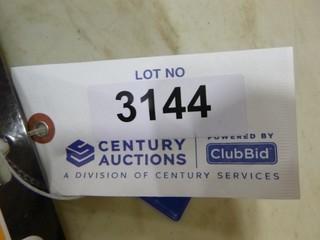 LOT NO
3144
CENTURY
AUCTIONS
POWERED BY
ClubBid
A DIVISION OF CENTURY SERVICES